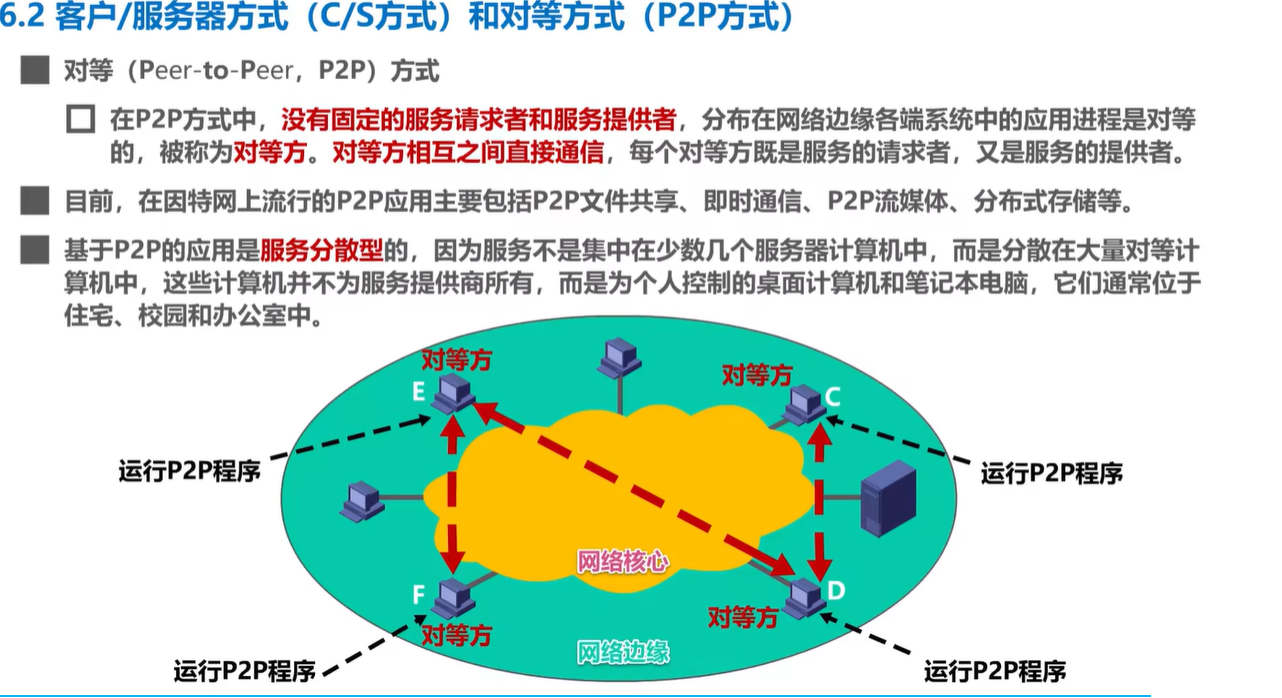 6.2 客户/服务器方式（C/S方式）和对等方式（P2P方式）
对等（Peer-to-Peer，P2P）方式
在P2P方式中，没有固定的服务请求者和服务提供者，分布在网络边缘各端系统中的应用进程是对等
的，被称为对等方。对等方相互之间直接通信，每个对等方既是服务的请求者，又是服务的提供者。
目前，在因特网上流行的P2P应用主要包括P2P文件共享、即时通信、P2P流媒体、分布式存储等。
基于P2P的应用是服务分散型的，因为服务不是集中在少数几个服务器计算机中，而是分散在大量对等计
算机中，这些计算机并不为服务提供商所有，而是为个人控制的桌面计算机和笔记本电脑，它们通常位于
住宅、校园和办公室中。
对等方
E
对等方
C
运行P2P程序
运行P2P程序
网络核心
F
对等方
对等方
D
网络边缘
运行P2P程序
运行P2P程序